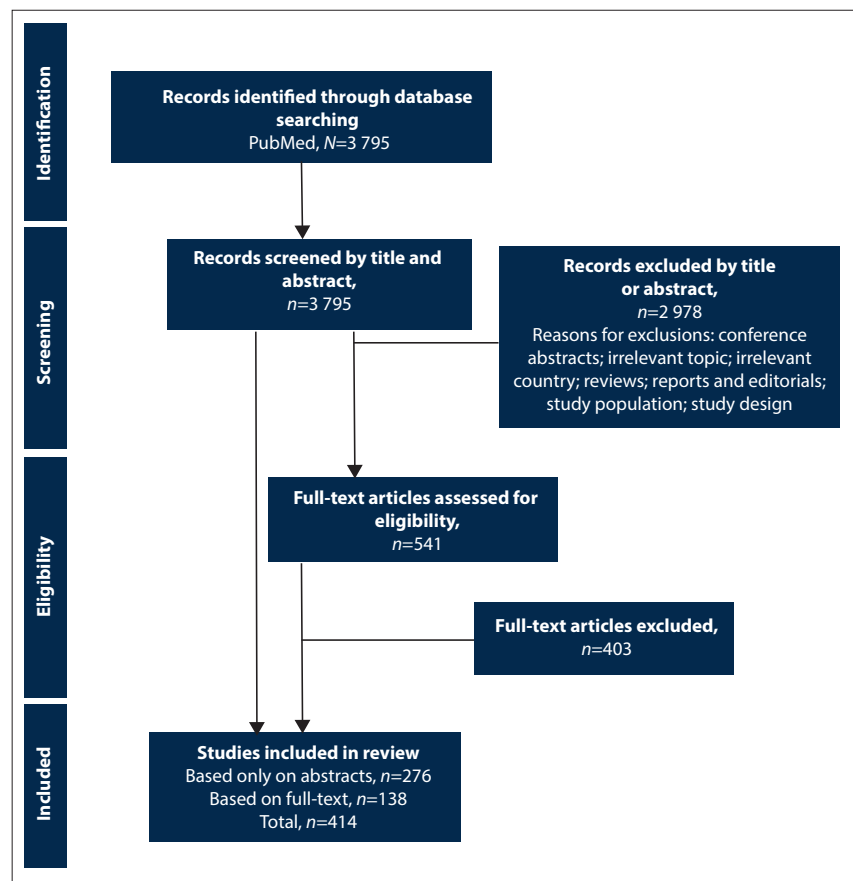 Identification
Records identified through database
searching
PubMed, N=3 795
Screening
Records screened by title and
abstract,
n=3 795
Records excluded by title
or abstract,
n=2 978
Reasons for exclusions: conference
abstracts; irrelevant topic; irrelevant
country; reviews; reports and editorials;
study population; study design
Eligibility
Full-text articles assessed for
eligibility,
n=541
Full-text articles excluded,
n=403
Included
Studies included in review
Based only on abstracts, n=276
Based on full-text, n=138
Total, n=414